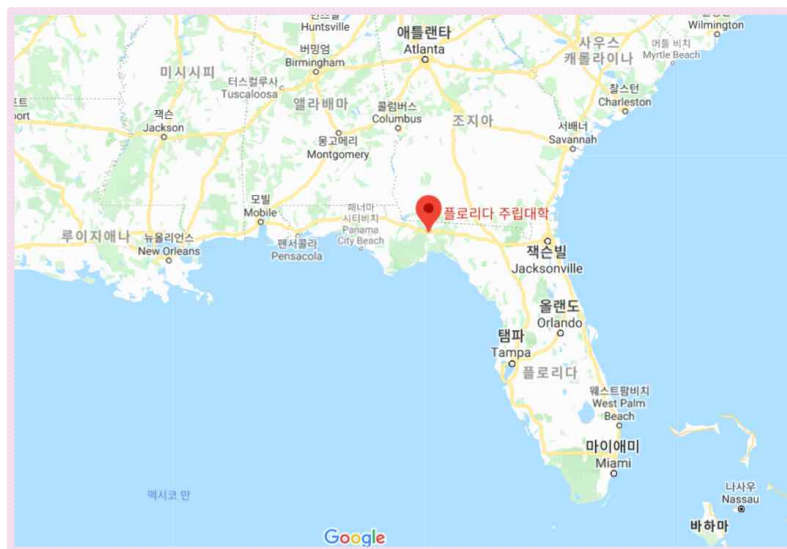 Huntsville
Wilmington
애틀랜타
Atlanta
버밍엄
Birmingham
사우스
캐롤라이나
머틀 비치
Myrtle Beach
미시시피
터스컬루사
Tuscaloosa
앨라배마
찰스턴
Charleston
잭슨
Jackson
콜럼버스
Columbus
조지아
서배너
Savannah
몽고메리
Montgomery
모빌
Mobile
패너마
시티비치
Panama
City Beach
플로리다 주립대학
루이지애나
뉴올리언스
New Orleans
펜서콜라
Pensacola
잭슨빌
Jacksonville
올랜도
Orlando
탬파
Tampa
플로리다
웨스트팜비치
West Palm
Beach
마이애미
Miami
멕시코 만
나사우
Nassau
바하마
Google